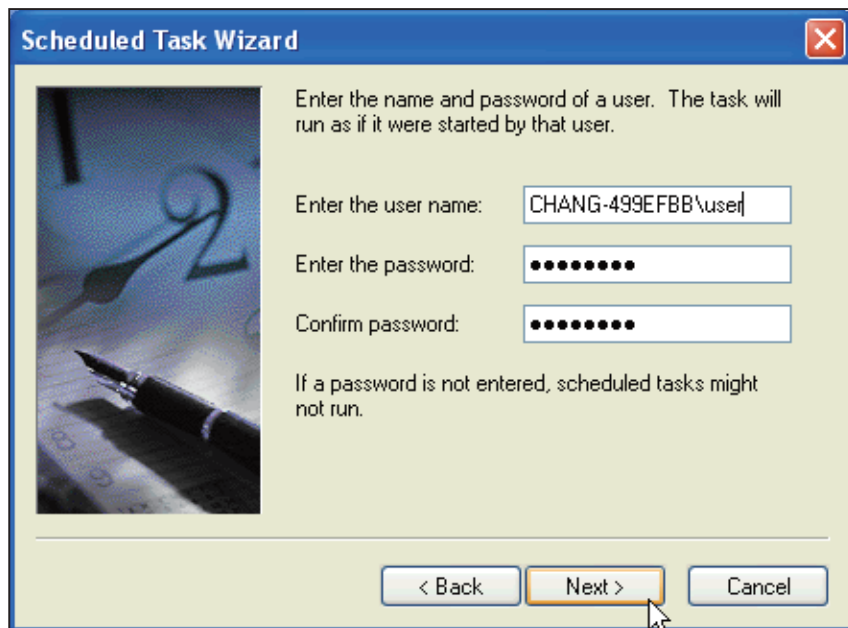 Scheduled Task Wizard
Enter the name and password of a user. The task will
run as if it were started by that user.
Enter the user name: CHANG-499EFBB\user
Enter the password: ●●●●●●●●
Confirm password: ●●●●●●●●
If a password is not entered, scheduled tasks might
not run.
< Back Next > Cancel
2